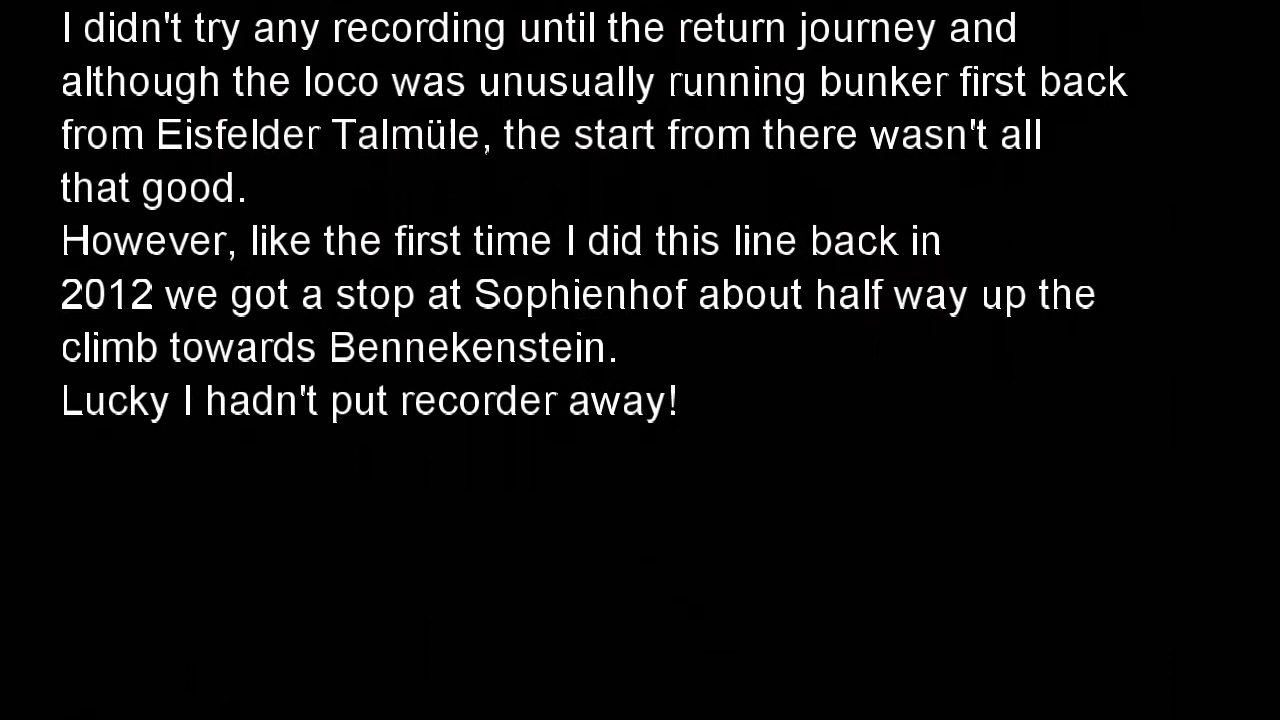 I didn't try any recording until the return journey and
although the loco was unusually running bunker first back
from Eisfelder Talmüle, the start from there wasn't all
that good.
However, like the first time I did this line back in
2012 we got a stop at Sophienhof about half way up the
climb towards Bennekenstein.
Lucky I hadn't put recorder away!